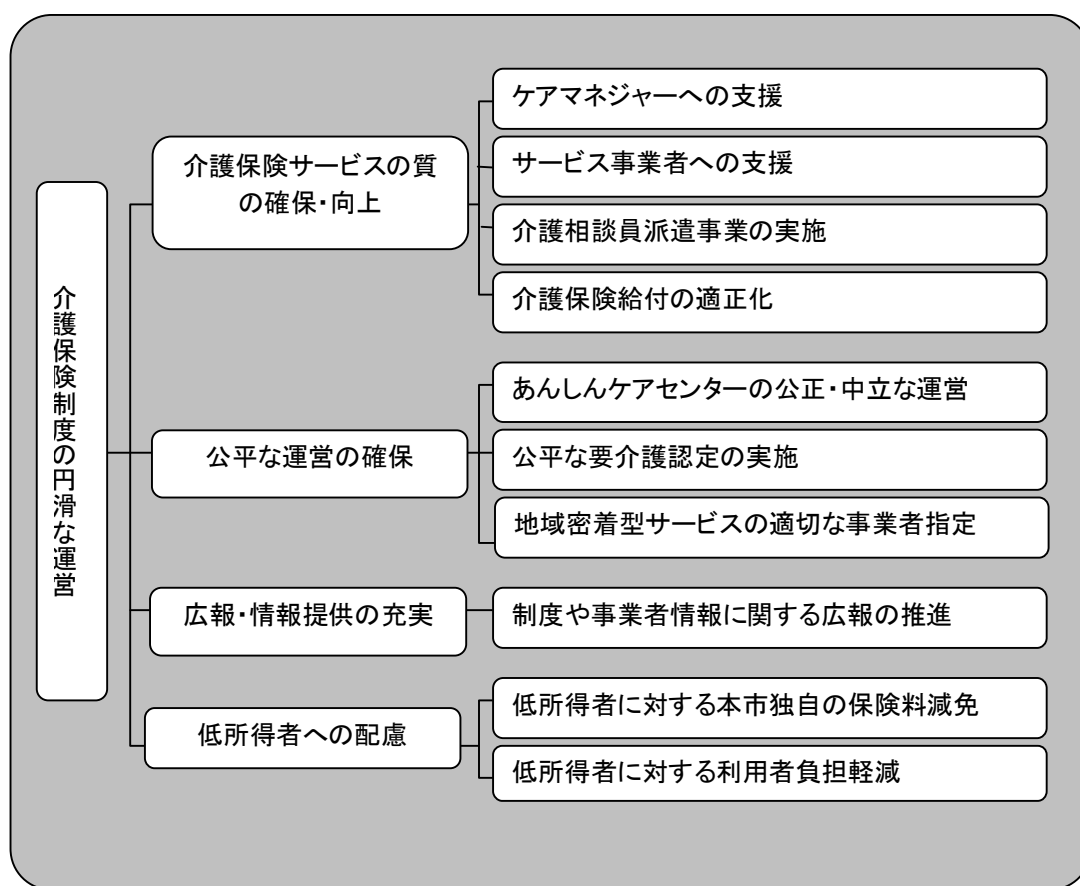 介護保険制度の円滑な運営
介護保険サービスの質
の確保・向上
ケアマネジャーへの支援
サービス事業者への支援
介護相談員派遣事業の実施
介護保険給付の適正化
公平な運営の確保
あんしんケアセンターの公正・中立な運営
公平な要介護認定の実施
地域密着型サービスの適切な事業者指定
広報・情報提供の充実
制度や事業者情報に関する広報の推進
低所得者への配慮
低所得者に対する本市独自の保険料減免
低所得者に対する利用者負担軽減